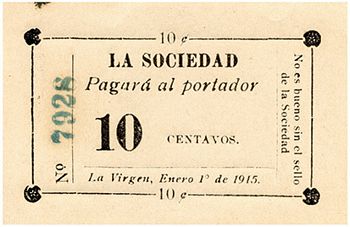 10 ¢
LA SOCIEDAD
Pagará al portador
10 CENTAVOS.
La Virgen, Enero 1° de 1915.
10 ¢
Nº 7928
No es bueno sin el sello
de la Sociedad